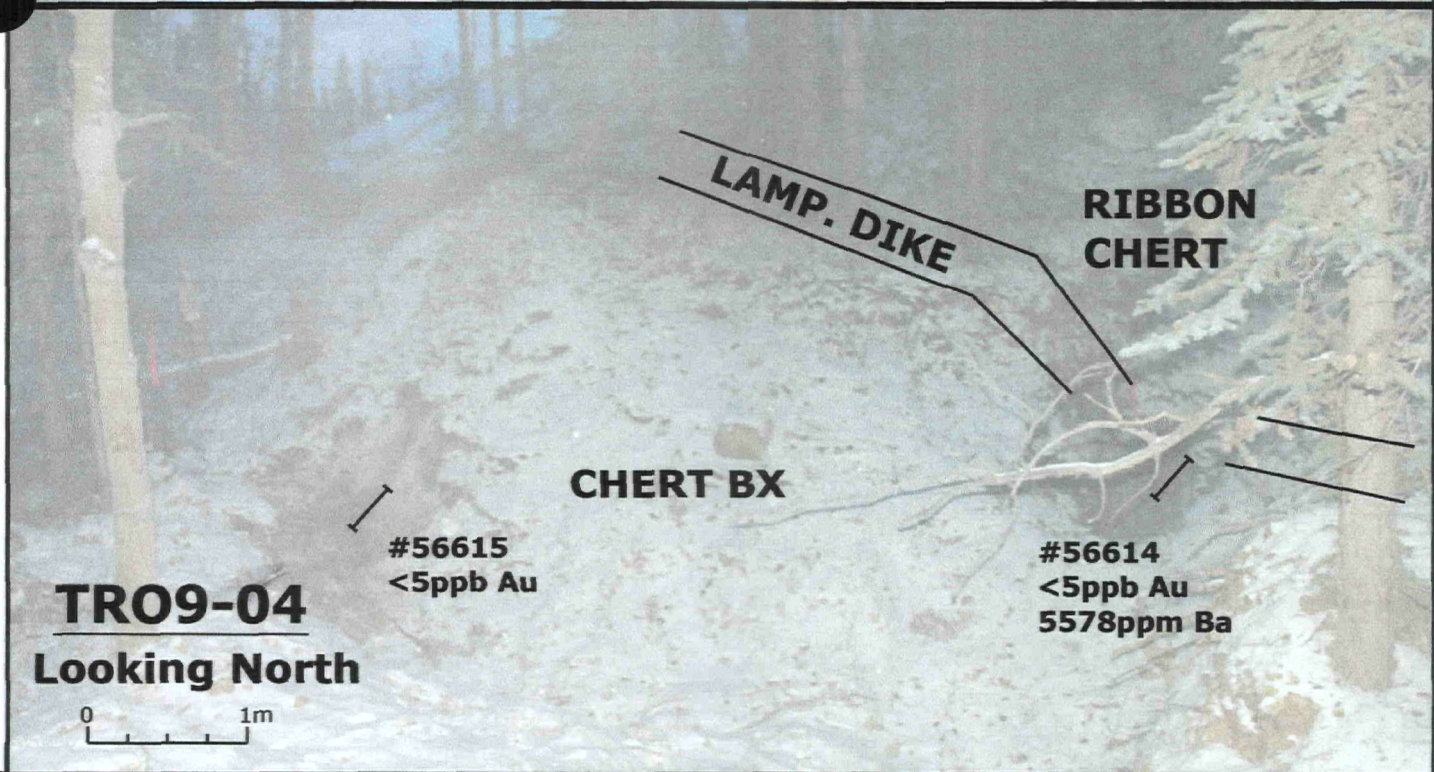 LAMP. DIKE
RIBBON
CHERT
CHERT BX
#56615
<5ppb Au
#56614
<5ppb Au
5578ppm Ba
TRO9-04
Looking North
0 1m